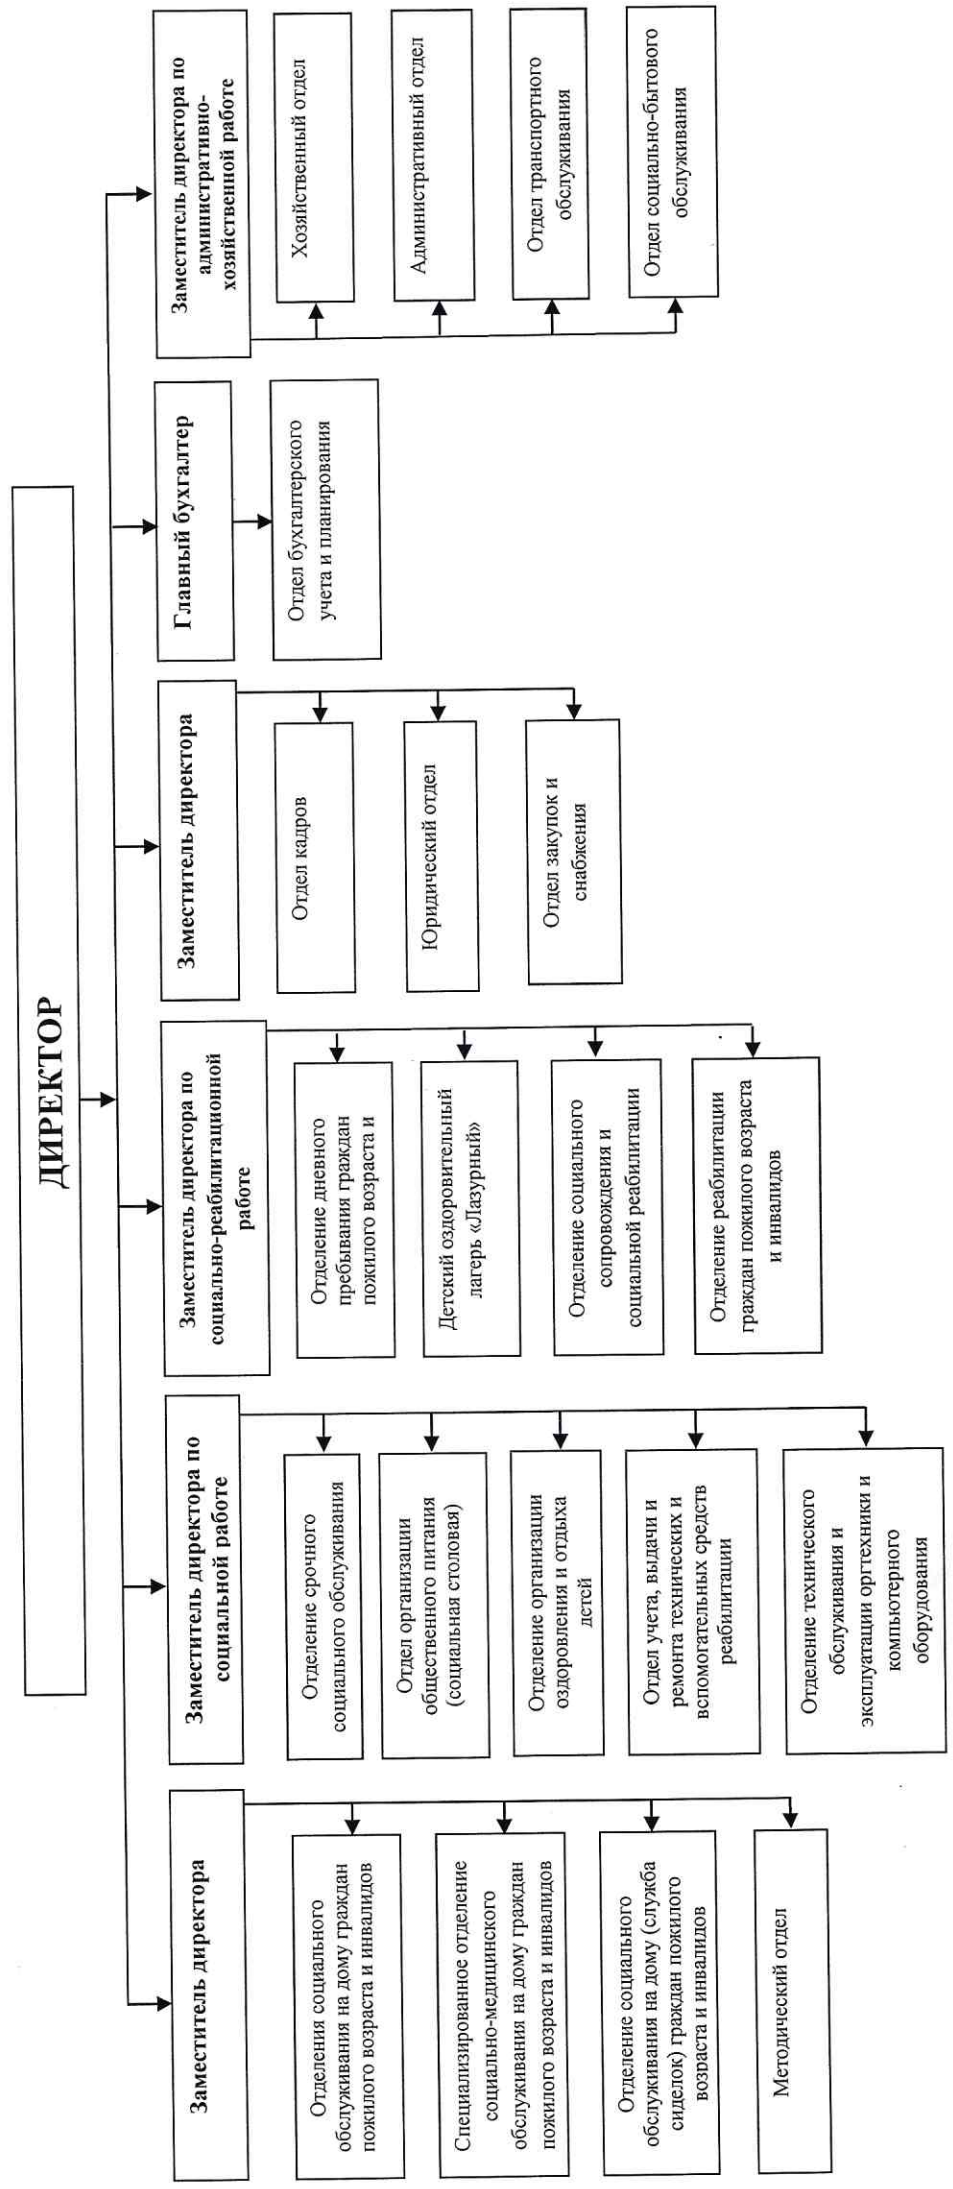 ДИРЕКТОР
Заместитель директора
Отделения социального
обслуживания на дому граждан
пожилого возраста и инвалидов
Специализированное отделение
социально-медицинского
обслуживания на дому граждан
пожилого возраста и инвалидов
Отделение социального
обслуживания на дому (служба
сиделок) граждан пожилого
возраста и инвалидов
Методический отдел
Заместитель директора по
социальной работе
Отделение срочного
социального обслуживания
Отдел организации
общественного питания
(социальная столовая)
Отделение организации
оздоровления и отдыха
детей
Отдел учета, выдачи и
ремонта технических и
вспомогательных средств
реабилитации
Отделение технического
обслуживания и
эксплуатации оргтехники и
компьютерного
оборудования
Заместитель директора по
социально-реабилитационной
работе
Отделение дневного
пребывания граждан
пожилого возраста и
Детский оздоровительный
лагерь «Лазурный»
Отделение социального
сопровождения и
социальной реабилитации
Отделение реабилитации
граждан пожилого возраста
и инвалидов
Заместитель директора
Отдел кадров
Юридический отдел
Отдел закупок и
снабжения
Главный бухгалтер
Отдел бухгалтерского
учета и планирования
Заместитель директора по
административно-
хозяйственной работе
Хозяйственный отдел
Административный отдел
Отдел транспортного
обслуживания
Отдел социально-бытового
обслуживания